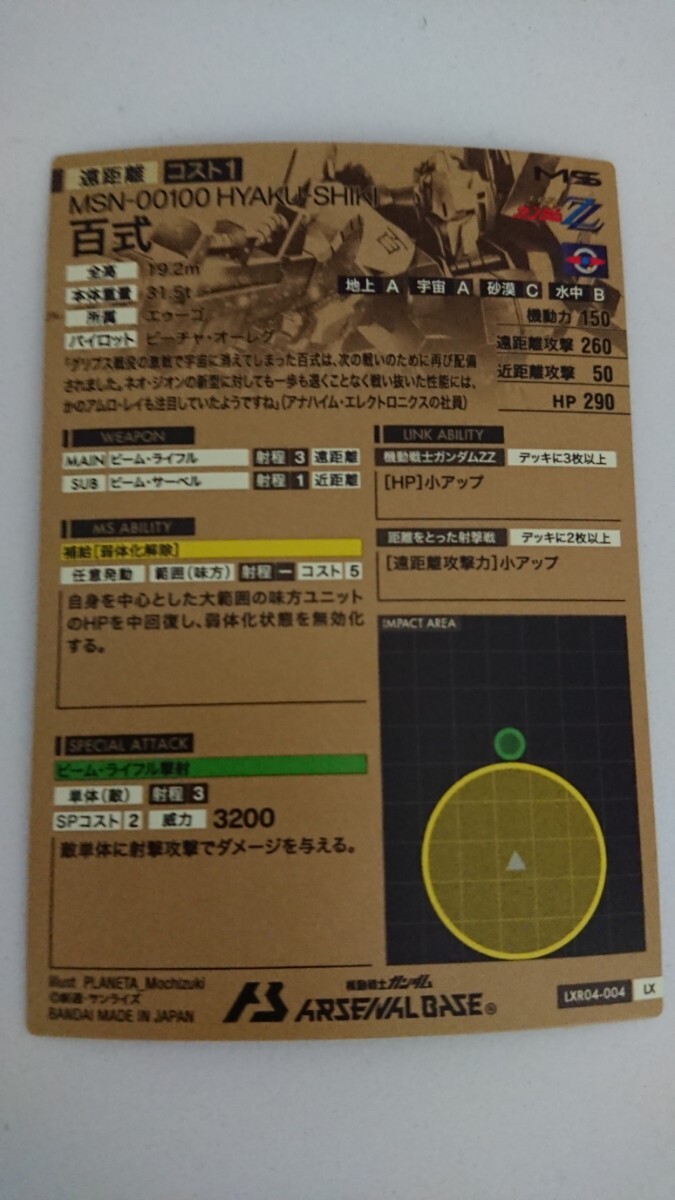 遠距離 コスト1
MSN-00100 HYAKU-SHIKI
百式
MS
ガンダムZZ
全高 19.2m
本体重量 31.5t
所属 エゥーゴ
パイロット ビーチャ・オーレグ
地上 A 宇宙 A 砂漠 C 水中 B
機動力 150
遠距離攻撃 260
近距離攻撃 50
HP 290
「グリプス戦役の激戦で宇宙に消えてしまった百式は、次の戦いのために再び配備
されました。ネオ・ジオンの新型に対しても一歩も退くことなく戦い抜いた性能には、
かのアムロ・レイも注目していたようですね」(アナハイム・エレクトロニクスの社員)
WEAPON
MAIN ビーム・ライフル 射程 3 遠距離
SUB ビーム・サーベル 射程 1 近距離
MS ABILITY
補給[弱体化解除]
任意発動 範囲(味方) 射程 ー コスト 5
自身を中心とした大範囲の味方ユニット
のHPを中回復し、弱体化状態を無効化
する。
SPECIAL ATTACK
ビーム・ライフル撃射
単体(敵) 射程 3
SPコスト 2 威力 3200
敵単体に射撃攻撃でダメージを与える。
LINK ABILITY
機動戦士ガンダムZZ デッキに3枚以上
[HP]小アップ
距離をとった射撃戦 デッキに2枚以上
[遠距離攻撃力]小アップ
IMPACT AREA
Illust PLANETA_Mochizuki
©創通・サンライズ
BANDAI MADE IN JAPAN
AB
機動戦士ガンダム
ARSENAL BASE®
LXR04-004 LX